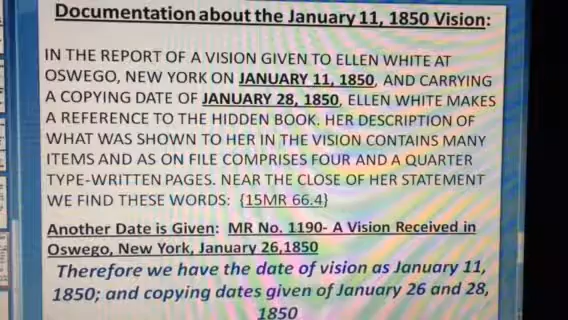 Documentation about the January 11, 1850 Vision:
IN THE REPORT OF A VISION GIVEN TO ELLEN WHITE AT
OSWEGO, NEW YORK ON JANUARY 11, 1850, AND CARRYING
A COPYING DATE OF JANUARY 28, 1850, ELLEN WHITE MAKES
A REFERENCE TO THE HIDDEN BOOK. HER DESCRIPTION OF
WHAT WAS SHOWN TO HER IN THE VISION CONTAINS MANY
ITEMS AND AS ON FILE COMPRISES FOUR AND A QUARTER
TYPE-WRITTEN PAGES. NEAR THE CLOSE OF HER STATEMENT
WE FIND THESE WORDS: {15MR 66.4}
Another Date is Given: MR No. 1190- A Vision Received in
Oswego, New York, January 26,1850
Therefore we have the date of vision as January 11,
1850; and copying dates given of January 26 and 28,
1850